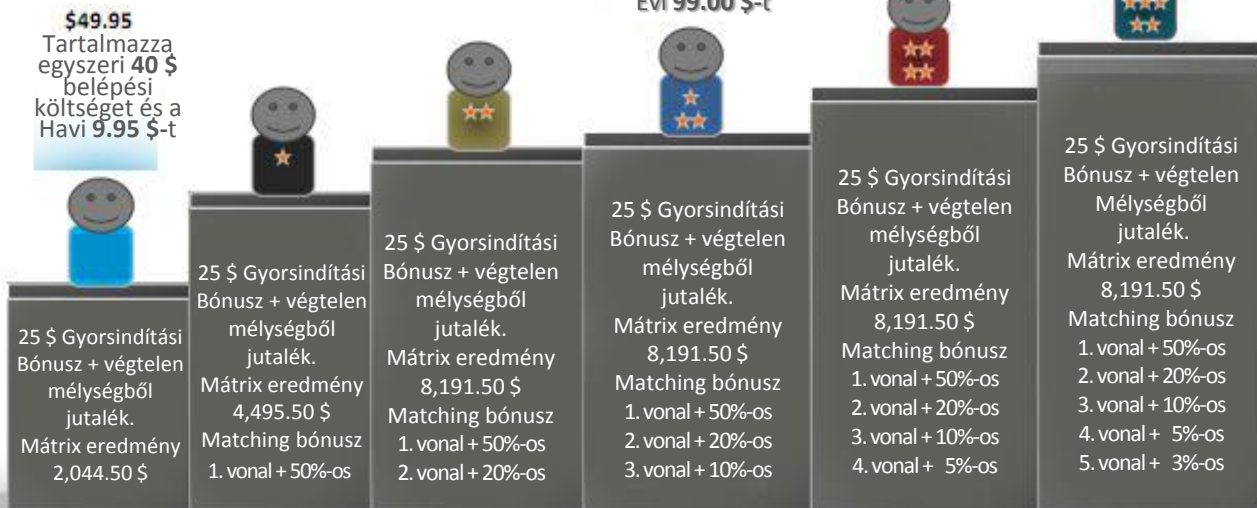 $49.95
Tartalmazza
egyszeri 40 $
belépési
költséget és a
Havi 9.95 $-t
Évi 99.00 $-t
25 $ Gyorsindítási
Bónusz + végtelen
mélységből
jutalék.
Mátrix eredmény
2,044.50 $
25 $ Gyorsindítási
Bónusz + végtelen
mélységből
jutalék.
Mátrix eredmény
4,495.50 $
Matching bónusz
1. vonal + 50%-os
25 $ Gyorsindítási
Bónusz + végtelen
mélységből
jutalék.
Mátrix eredmény
8,191.50 $
Matching bónusz
1. vonal + 50%-os
2. vonal + 20%-os
25 $ Gyorsindítási
Bónusz + végtelen
mélységből
jutalék.
Mátrix eredmény
8,191.50 $
Matching bónusz
1. vonal + 50%-os
2. vonal + 20%-os
3. vonal + 10%-os
25 $ Gyorsindítási
Bónusz + végtelen
mélységből
jutalék.
Mátrix eredmény
8,191.50 $
Matching bónusz
1. vonal + 50%-os
2. vonal + 20%-os
3. vonal + 10%-os
4. vonal + 5%-os
25 $ Gyorsindítási
Bónusz + végtelen
Mélységből
jutalék.
Mátrix eredmény
8,191.50 $
Matching bónusz
1. vonal + 50%-os
2. vonal + 20%-os
3. vonal + 10%-os
4. vonal + 5%-os
5. vonal + 3%-os